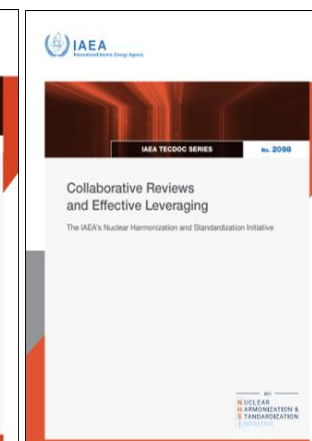 IAEA
International Atomic Energy Agency
IAEA TECDOC SERIES
No. 2098
Collaborative Reviews
and Effective Leveraging
The IAEA's Nuclear Harmonization and Standardization Initiative
IAEA
NUCLEAR
HARMONIZATION &
STANDARDIZATION
INITIATIVE